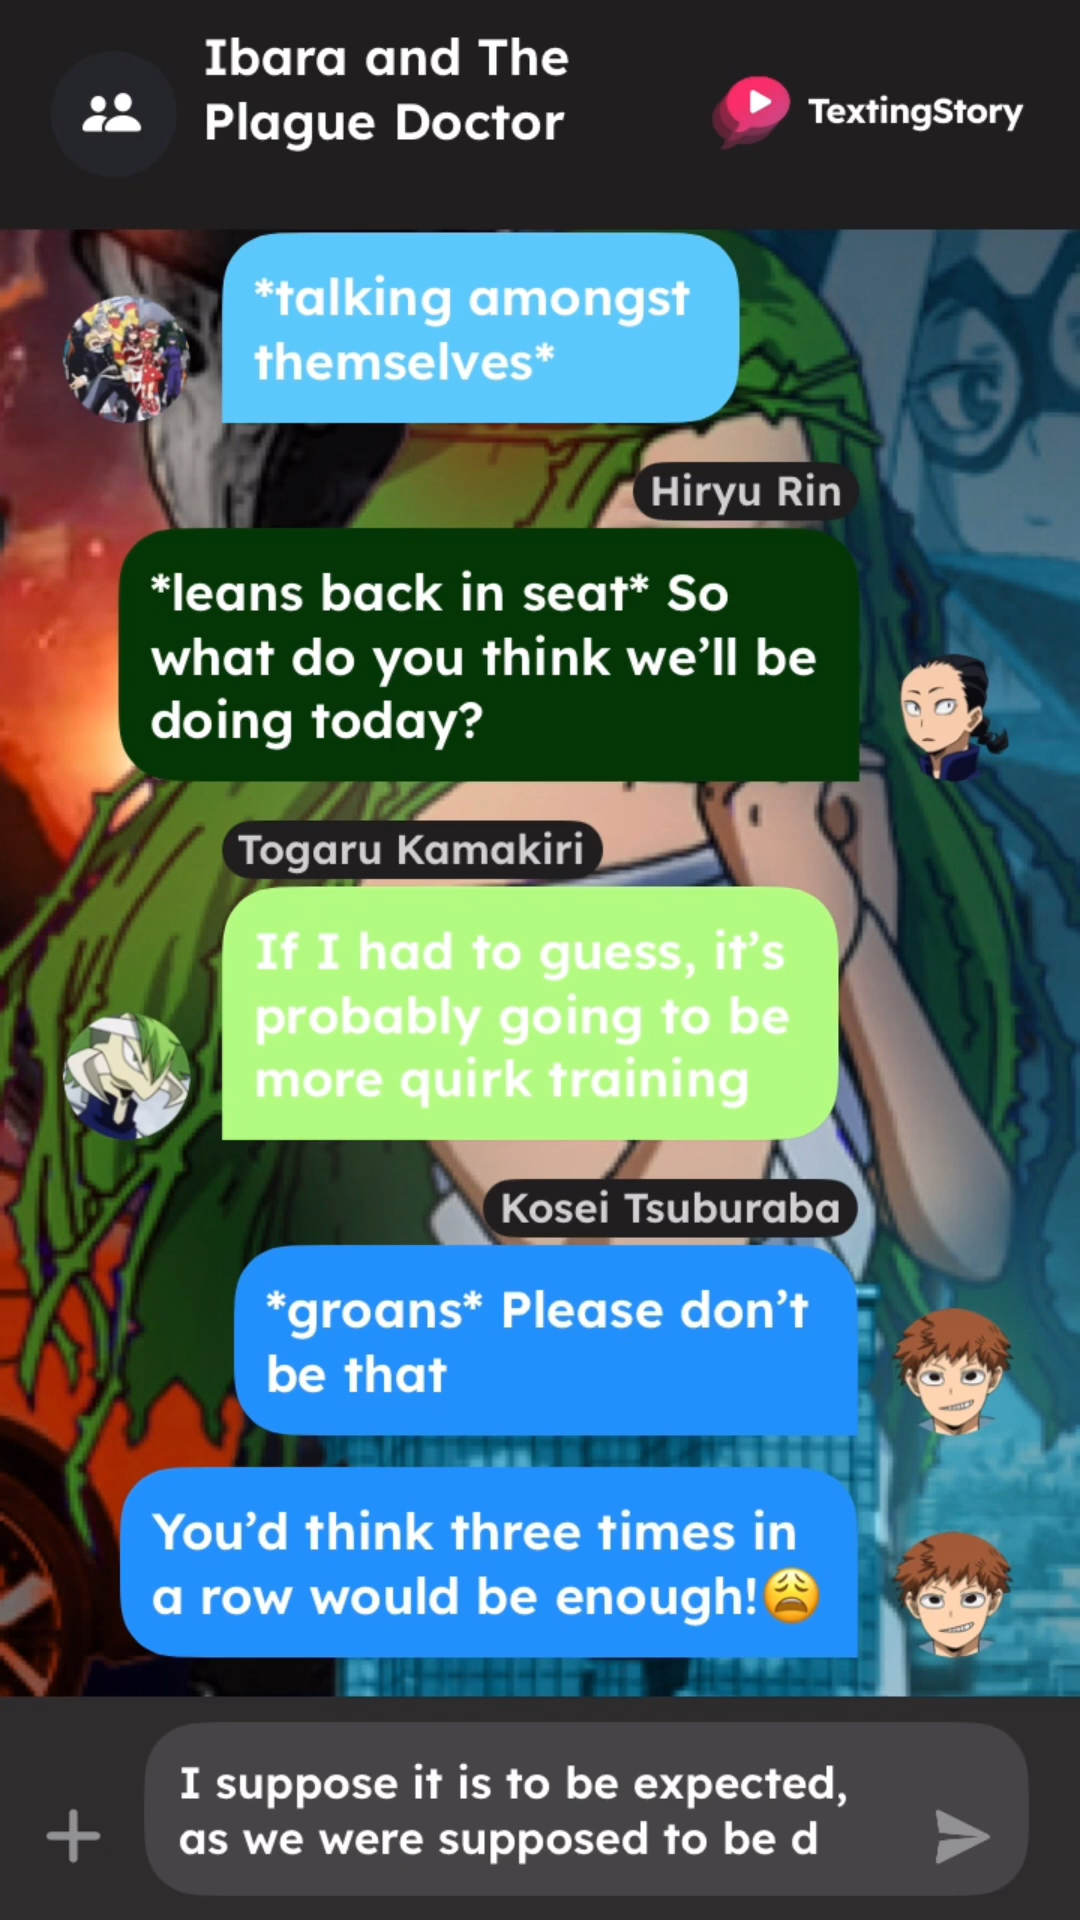 Ibara and The
Plague Doctor
TextingStory
*talking amongst
themselves*
Hiryu Rin
*leans back in seat* So
what do you think we’ll be
doing today?
Togaru Kamakiri
If I had to guess, it’s
probably going to be
more quirk training
Kosei Tsuburaba
*groans* Please don’t
be that
You’d think three times in
a row would be enough!😩
I suppose it is to be expected,
as we were supposed to be d